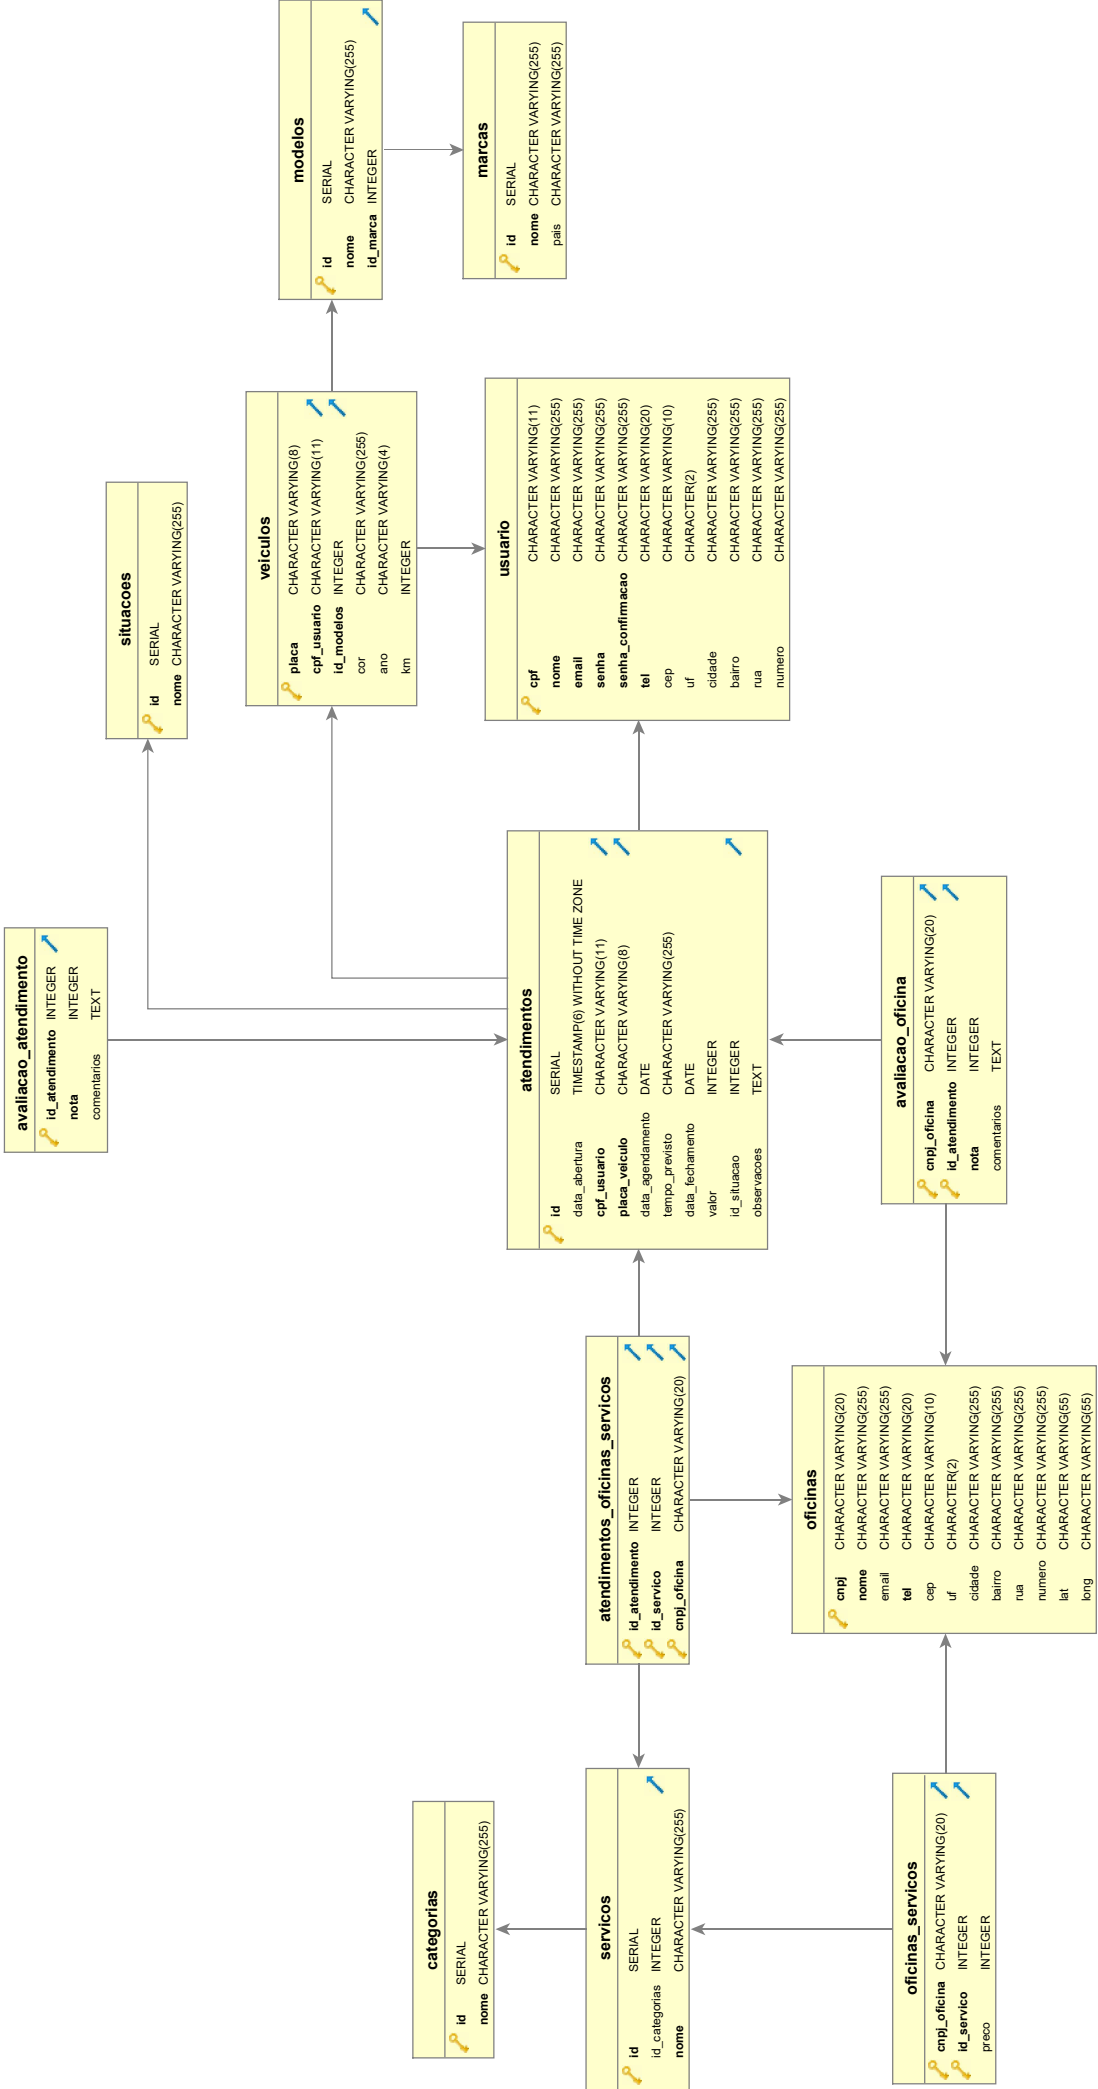 modelos
id SERIAL
nome CHARACTER VARYING(255)
id_marca INTEGER
marcas
id SERIAL
nome CHARACTER VARYING(255)
pais CHARACTER VARYING(255)
situacoes
id SERIAL
nome CHARACTER VARYING(255)
veiculos
placa CHARACTER VARYING(8)
cpf_usuario CHARACTER VARYING(11)
id_modelos INTEGER
cor CHARACTER VARYING(255)
ano CHARACTER VARYING(4)
km INTEGER
usuario
cpf CHARACTER VARYING(11)
nome CHARACTER VARYING(255)
email CHARACTER VARYING(255)
senha CHARACTER VARYING(255)
senha_confirmacao CHARACTER VARYING(255)
tel CHARACTER VARYING(20)
cep CHARACTER VARYING(10)
uf CHARACTER(2)
cidade CHARACTER VARYING(255)
bairro CHARACTER VARYING(255)
rua CHARACTER VARYING(255)
numero CHARACTER VARYING(255)
avaliacao_atendimento
id_atendimento INTEGER
nota INTEGER
comentarios TEXT
atendimentos
id SERIAL
data_abertura TIMESTAMP(6) WITHOUT TIME ZONE
cpf_usuario CHARACTER VARYING(11)
placa_veiculo CHARACTER VARYING(8)
data_agendamento DATE
tempo_previsto CHARACTER VARYING(255)
data_fechamento DATE
valor INTEGER
id_situacao INTEGER
observacoes TEXT
avaliacao_oficina
cnpj_oficina CHARACTER VARYING(20)
id_atendimento INTEGER
nota INTEGER
comentarios TEXT
atendimentos_oficinas_servicos
id_atendimento INTEGER
id_servico INTEGER
cnpj_oficina CHARACTER VARYING(20)
oficinas
cnpj CHARACTER VARYING(20)
nome CHARACTER VARYING(255)
email CHARACTER VARYING(255)
tel CHARACTER VARYING(20)
cep CHARACTER VARYING(10)
uf CHARACTER(2)
cidade CHARACTER VARYING(255)
bairro CHARACTER VARYING(255)
rua CHARACTER VARYING(255)
numero CHARACTER VARYING(255)
lat CHARACTER VARYING(55)
long CHARACTER VARYING(55)
categorias
id SERIAL
nome CHARACTER VARYING(255)
servicos
id SERIAL
id_categorias INTEGER
nome CHARACTER VARYING(255)
oficinas_servicos
cnpj_oficina CHARACTER VARYING(20)
id_servico INTEGER
preco INTEGER